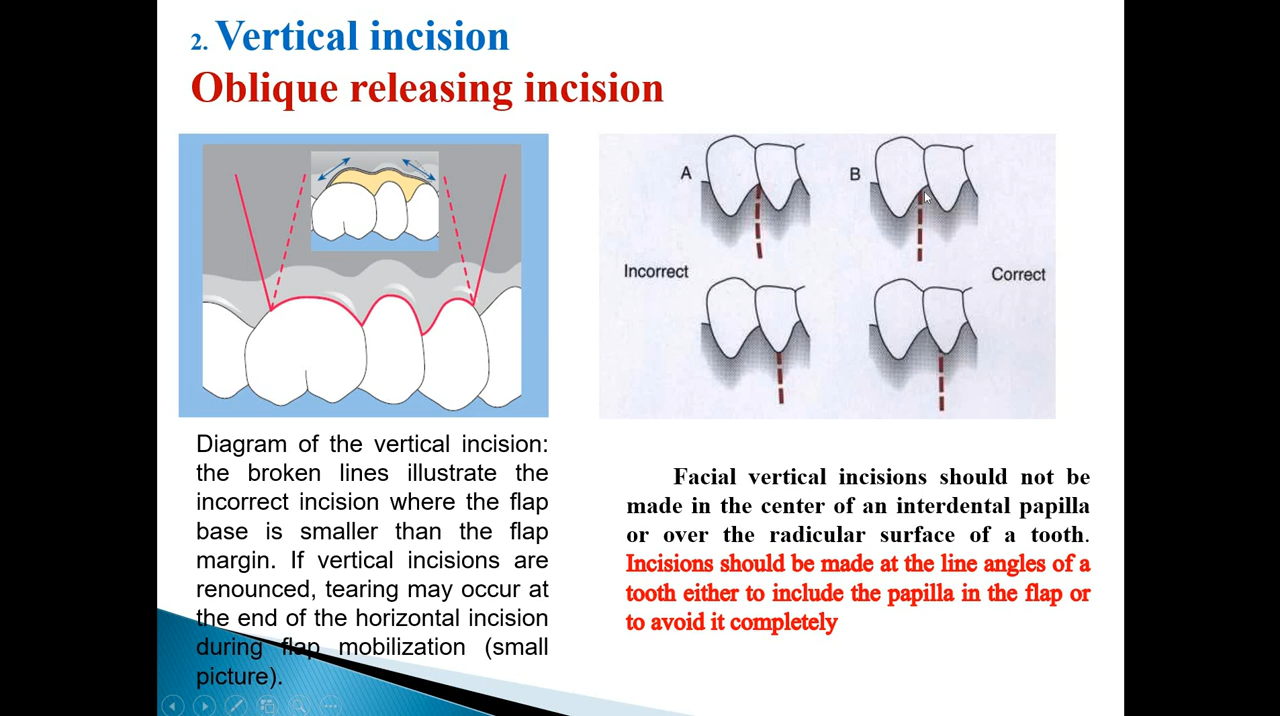 2. Vertical incision
Oblique releasing incision
A
B
Incorrect
Correct
Diagram of the vertical incision:
the broken lines illustrate the
incorrect incision where the flap
base is smaller than the flap
margin. If vertical incisions are
renounced, tearing may occur at
the end of the horizontal incision
during flap mobilization (small
picture).
Facial vertical incisions should not be
made in the center of an interdental papilla
or over the radicular surface of a tooth.
Incisions should be made at the line angles of a
tooth either to include the papilla in the flap or
to avoid it completely